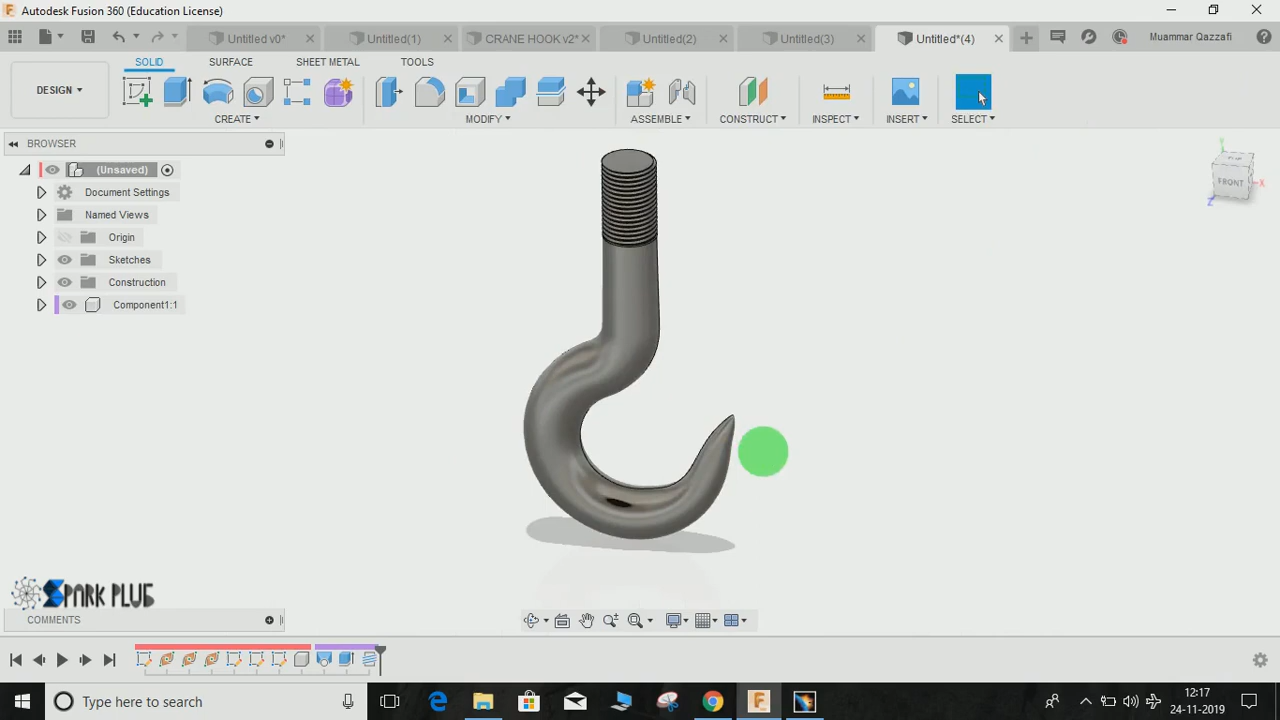 Autodesk Fusion 360 (Education License)
Untitled v0*
Untitled(1)
CRANE HOOK v2*
Untitled(2)
Untitled(3)
Untitled*(4)
Muammar Qazzafi
SOLID SURFACE SHEET METAL TOOLS
DESIGN
CREATE MODIFY ASSEMBLE CONSTRUCT INSPECT INSERT SELECT
BROWSER
(Unsaved)
Document Settings
Named Views
Origin
Sketches
Construction
Component1:1
FRONT
X
Y
Z
SPARK PLUG
COMMENTS
Type here to search
12:17
24-11-2019